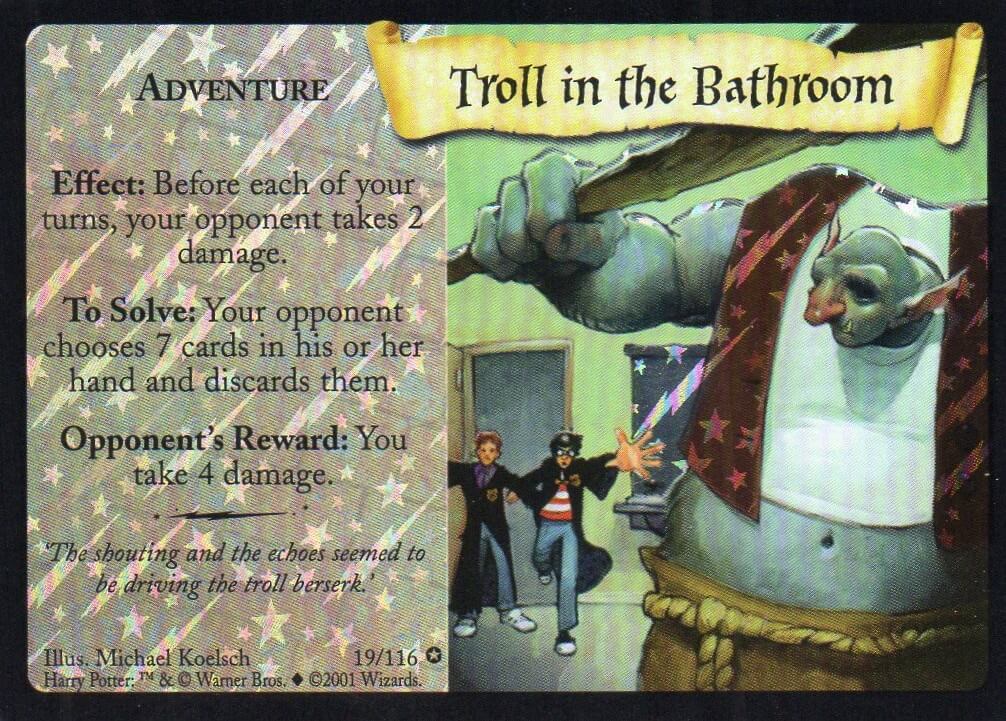 Troll in the Bathroom
ADVENTURE
Effect: Before each of your
turns, your opponent takes 2
damage.
To Solve: Your opponent
chooses 7 cards in his or her
hand and discards them.
Opponent's Reward: You
take 4 damage.
'The shouting and the echoes seemed to
be driving the troll berserk.'
Illus. Michael Koelsch 19/116 ✪
Harry Potter: ™ & © Warner Bros. ♦ ©2001 Wizards.